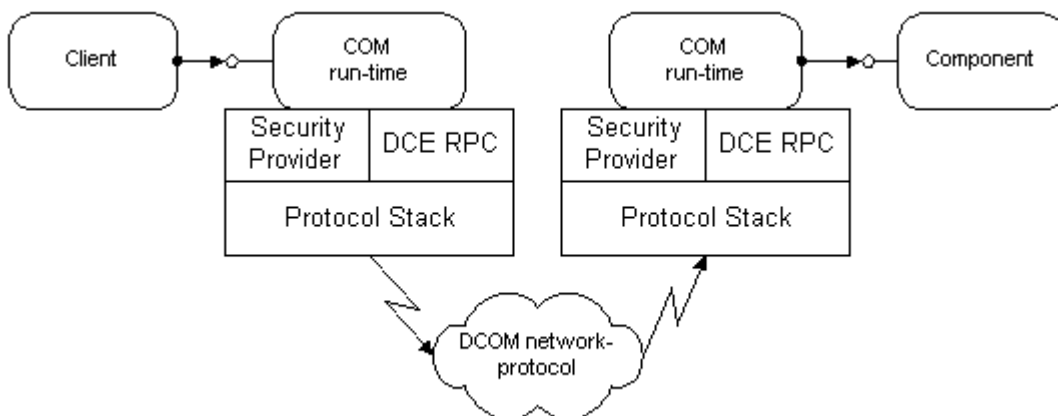 Client
COM
run-time
COM
run-time
Component
Security
Provider
DCE RPC
Security
Provider
DCE RPC
Protocol Stack
Protocol Stack
DCOM network-
protocol